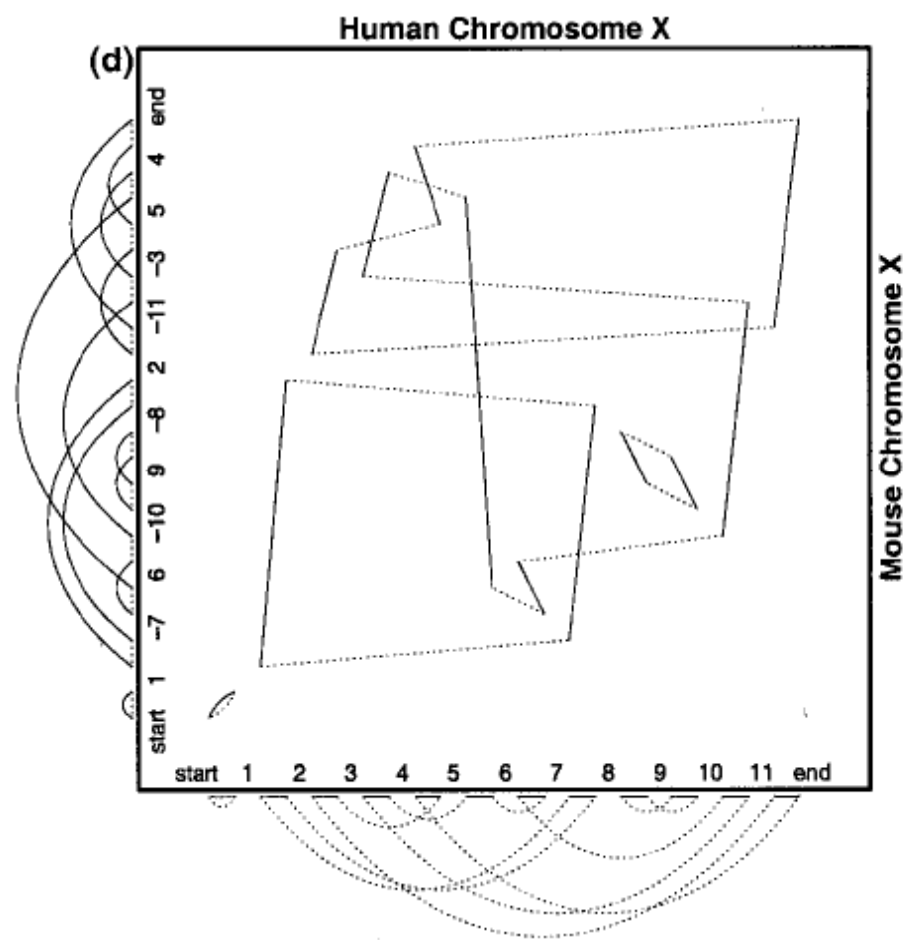 Human Chromosome X
(d)
end
4
5
–3
–11
2
–8
9
–10
6
–7
1
start
Mouse Chromosome X
start 1 2 3 4 5 6 7 8 9 10 11 end